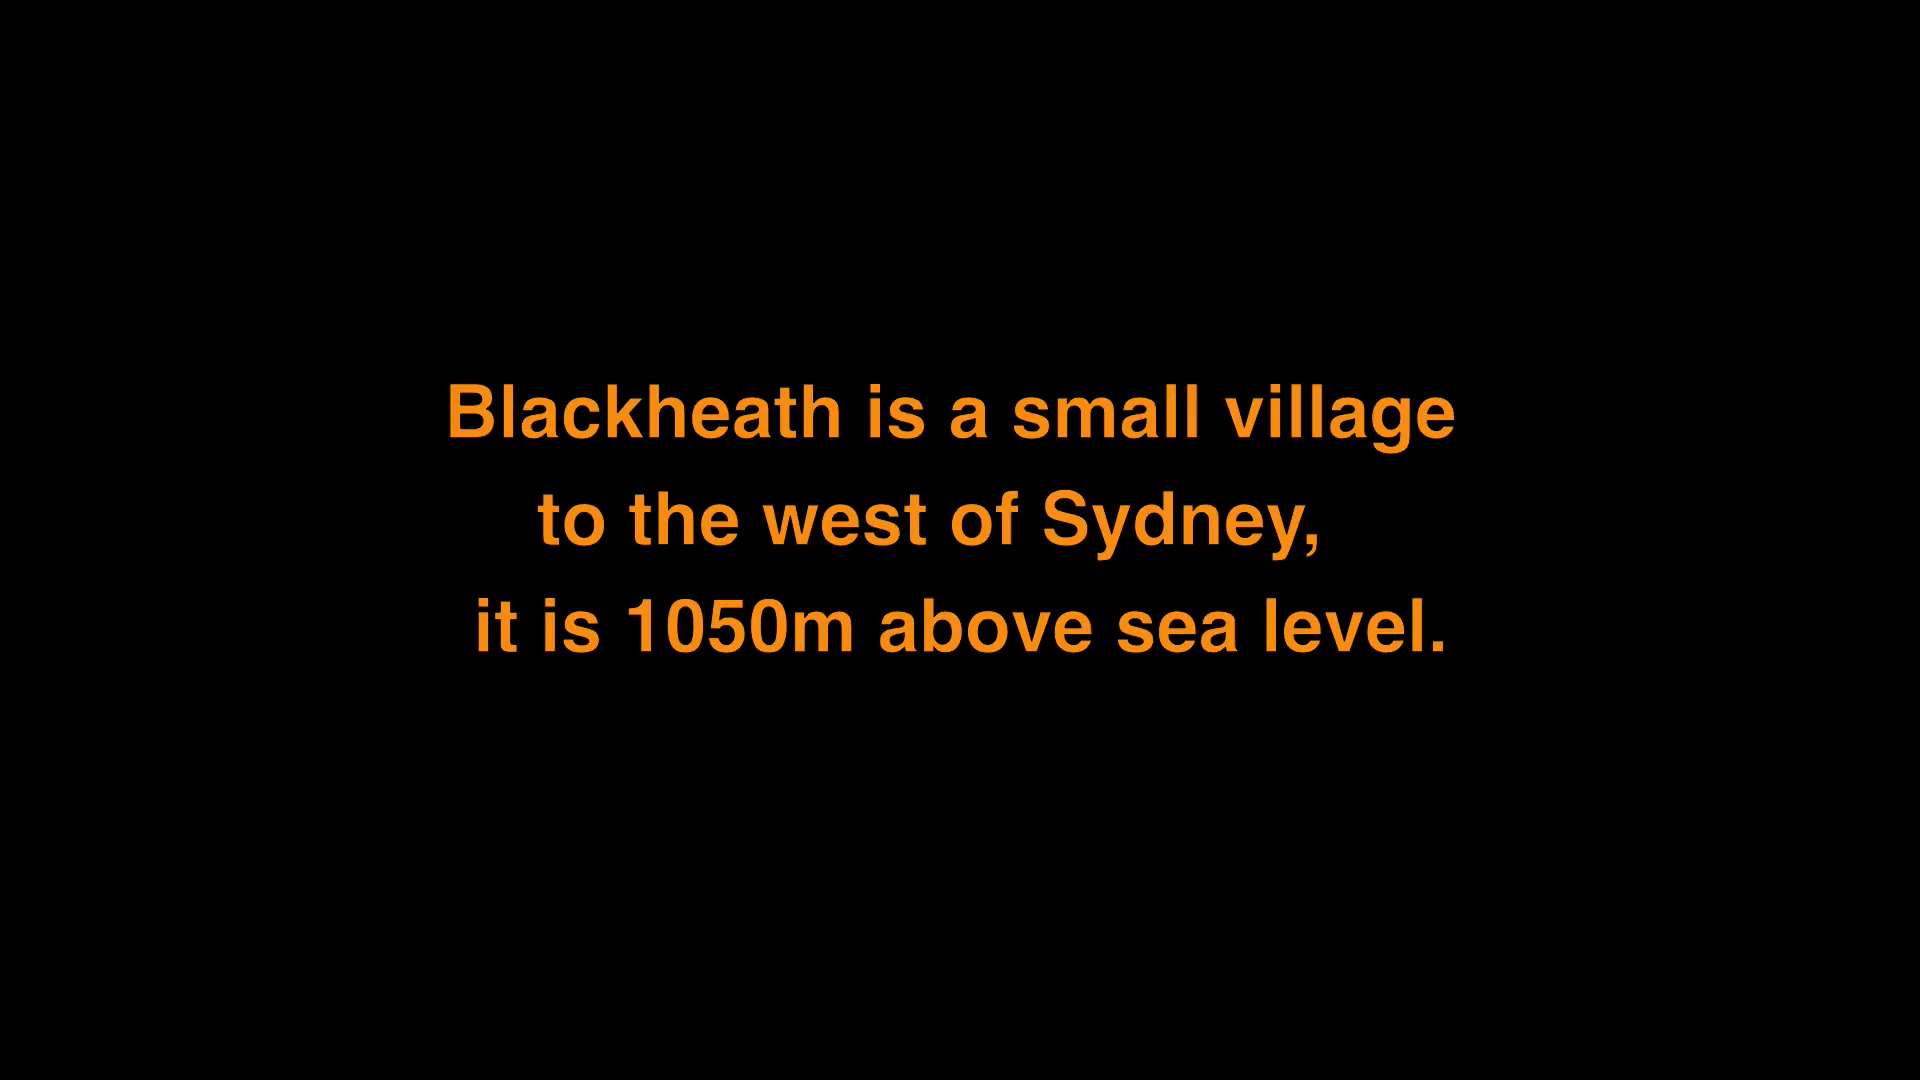 Blackheath is a small village
to the west of Sydney,
it is 1050m above sea level.